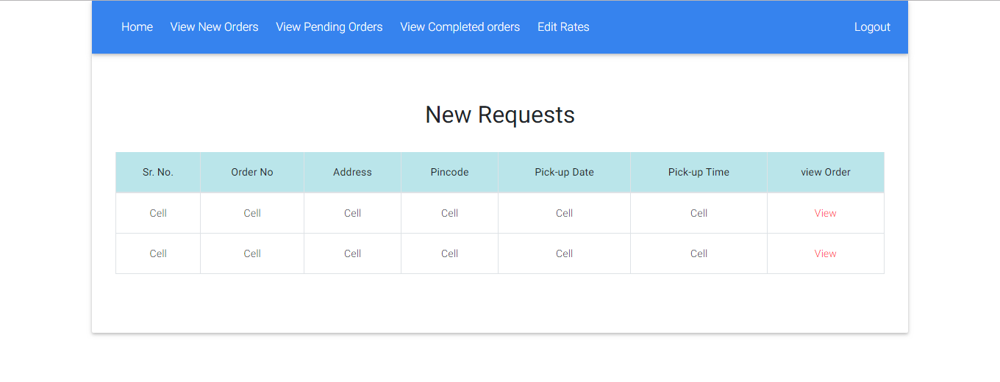 Home View New Orders View Pending Orders View Completed orders Edit Rates Logout
New Requests
Sr. No. Order No Address Pincode Pick-up Date Pick-up Time view Order
Cell Cell Cell Cell Cell Cell View
Cell Cell Cell Cell Cell Cell View